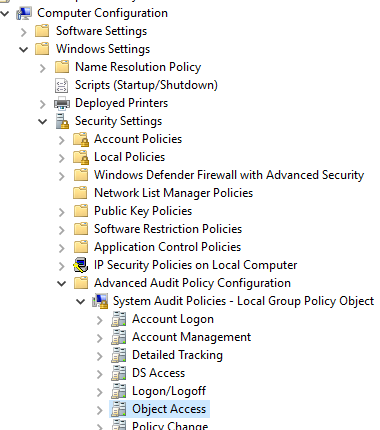 Computer Configuration
Software Settings
Windows Settings
Name Resolution Policy
Scripts (Startup/Shutdown)
Deployed Printers
Security Settings
Account Policies
Local Policies
Windows Defender Firewall with Advanced Security
Network List Manager Policies
Public Key Policies
Software Restriction Policies
Application Control Policies
IP Security Policies on Local Computer
Advanced Audit Policy Configuration
System Audit Policies - Local Group Policy Object
Account Logon
Account Management
Detailed Tracking
DS Access
Logon/Logoff
Object Access
Policy Change